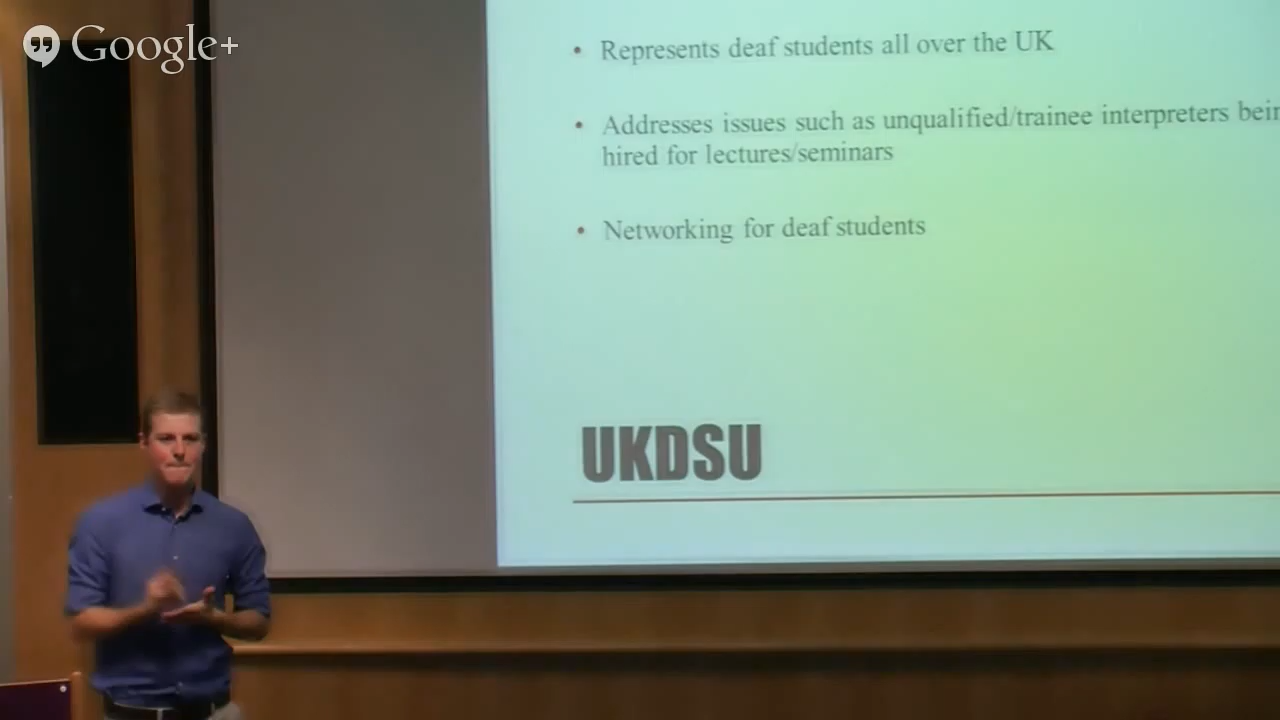 Google+
• Represents deaf students all over the UK
• Addresses issues such as unqualified/trainee interpreters
hired for lectures/seminars
• Networking for deaf students
UKDSU